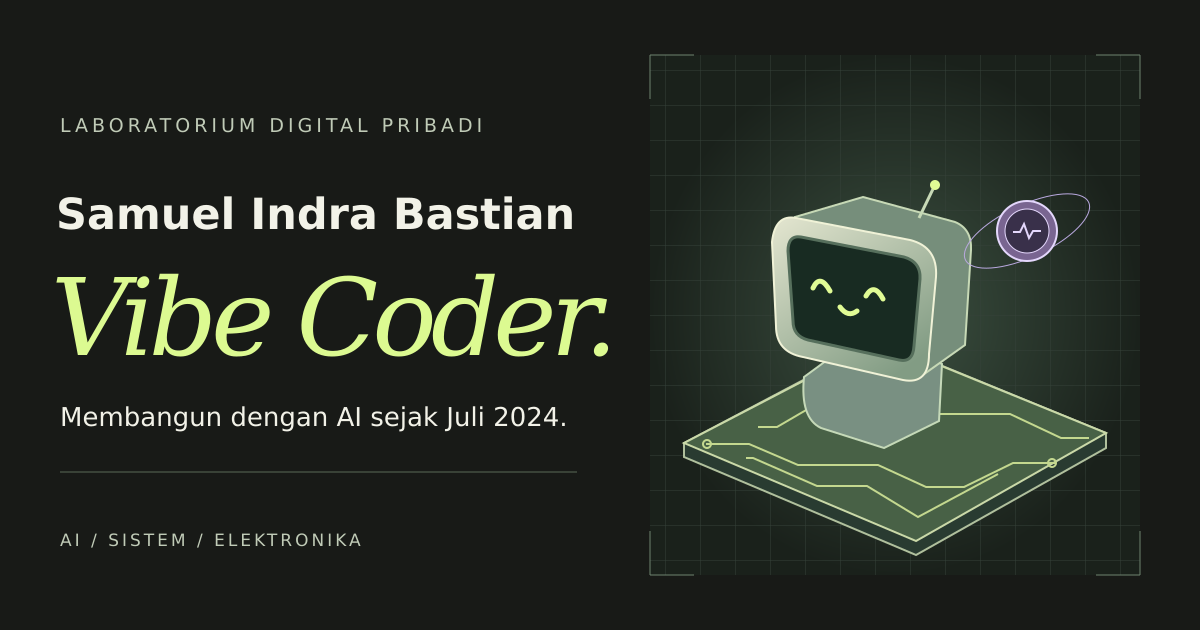 LABORATORIUM DIGITAL PRIBADI
Samuel Indra Bastian
Vibe Coder.
Membangun dengan AI sejak Juli 2024.
AI / SISTEM / ELEKTRONIKA